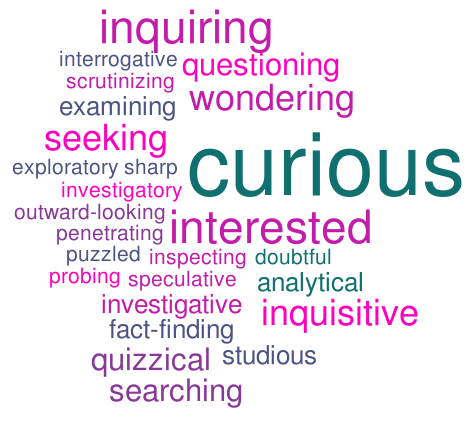 inquiring
interrogative questioning
scrutinizing
examining wondering
seeking
curious
exploratory sharp
investigatory
outward-looking
interested
penetrating
puzzled inspecting doubtful
probing speculative analytical
investigative inquisitive
fact-finding
quizzical studious
searching